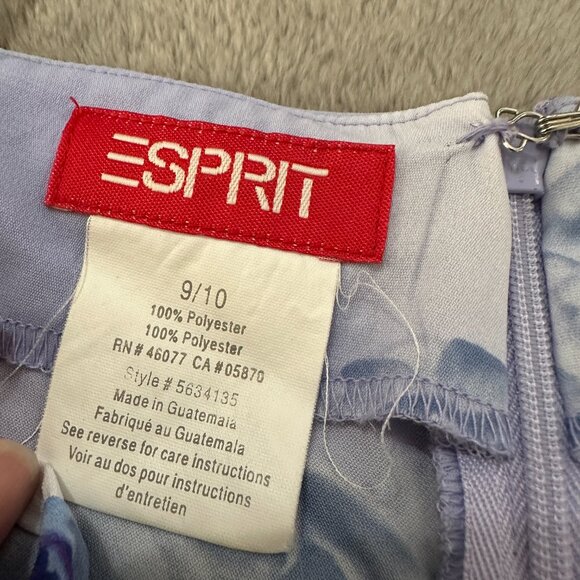 ESPRIT
9/10
100% Polyester
100% Polyester
RN# 46077 CA#05870
Style # 5634135
Made in Guatemala
Fabriqué au Guatemala
See reverse for care instructions
Voir au dos pour instructions
d'entretien